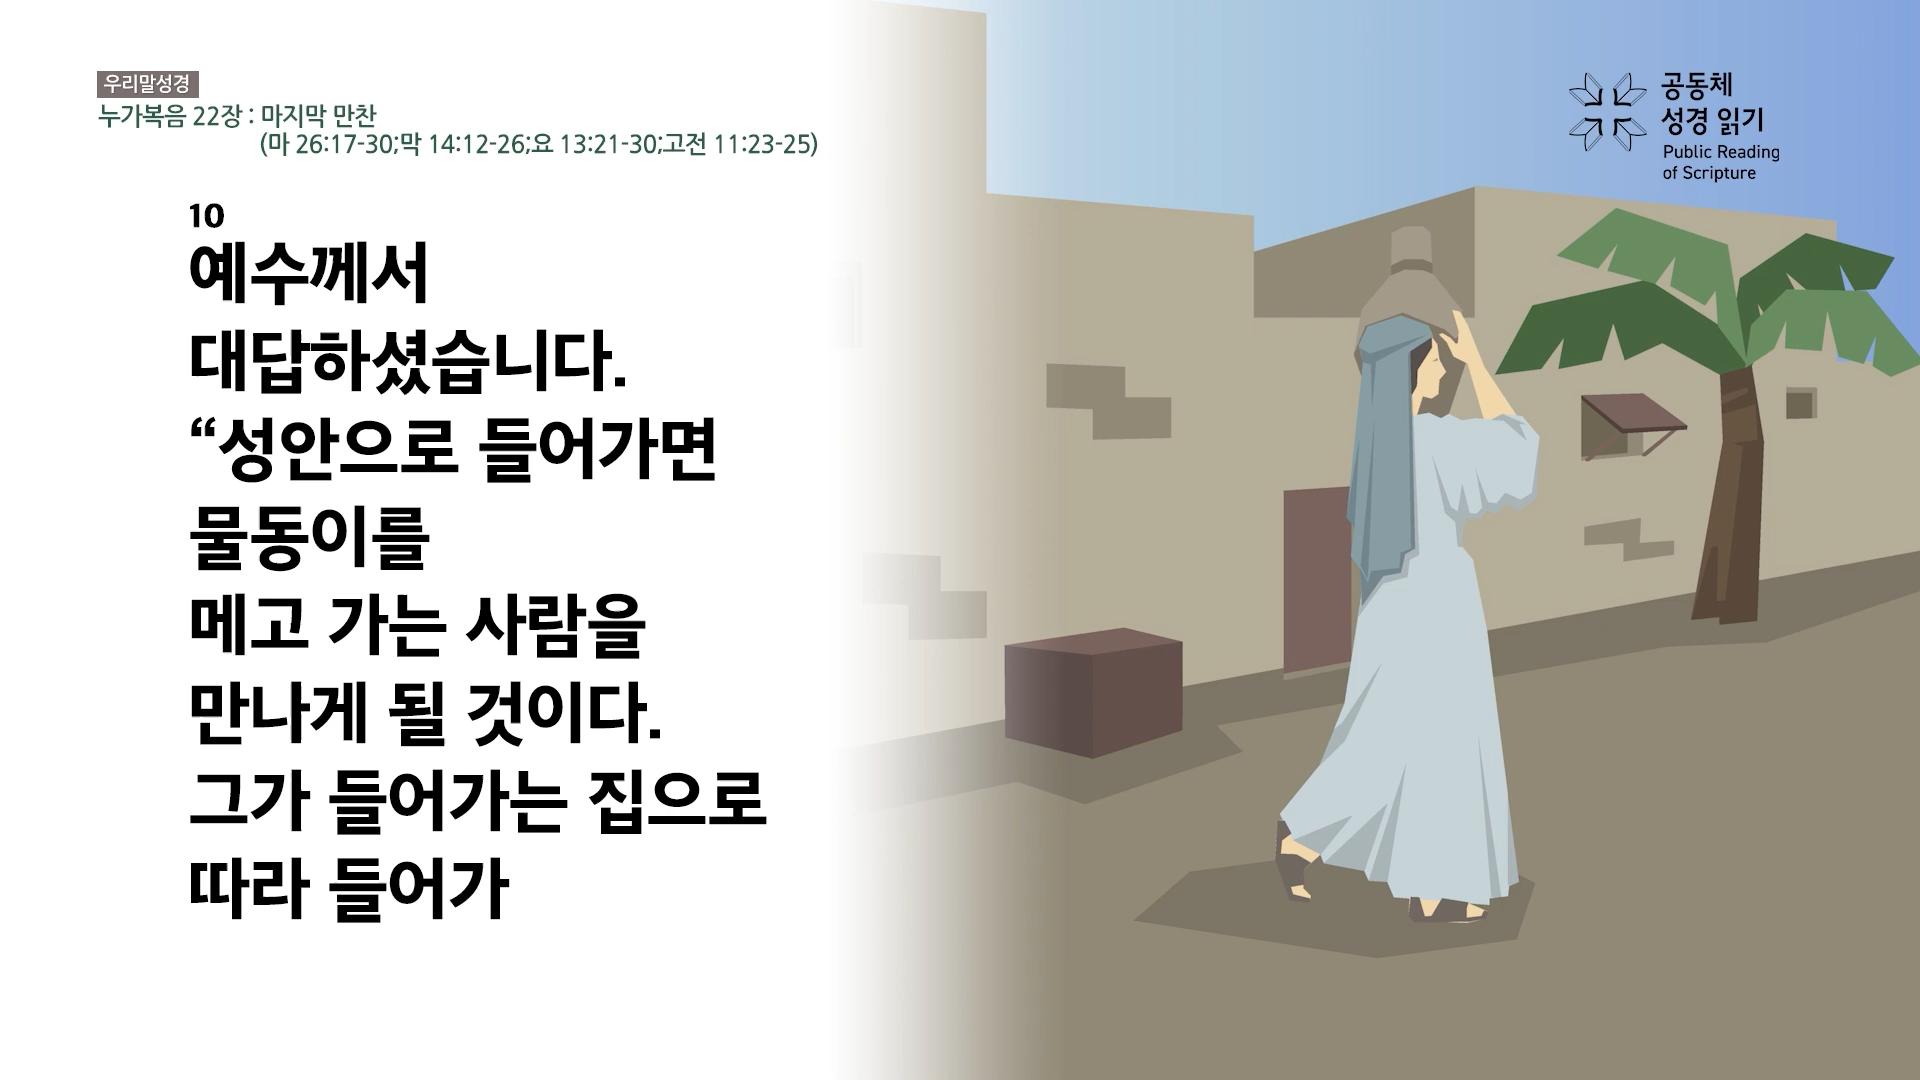 우리말성경
누가복음 22장 : 마지막 만찬
(마 26:17-30;막 14:12-26;요 13:21-30;고전 11:23-25)
10
예수께서
대답하셨습니다.
“성안으로 들어가면
물동이를
메고 가는 사람을
만나게 될 것이다.
그가 들어가는 집으로
따라 들어가
공동체
성경 읽기
Public Reading
of Scripture